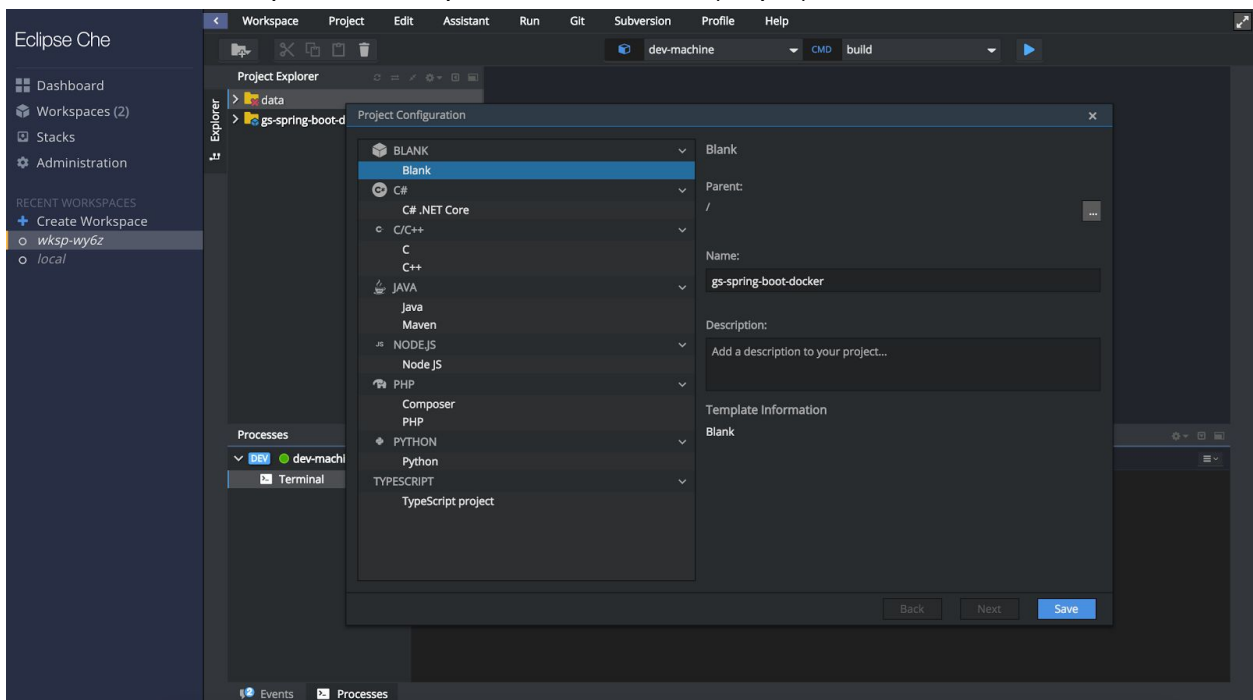 Eclipse Che
Dashboard
Workspaces (2)
Stacks
Administration
RECENT WORKSPACES
+ Create Workspace
wksp-wy6z
local
Workspace Project Edit Assistant Run Git Subversion Profile Help
dev-machine CMD build
Project Explorer
Explorer
data
gs-spring-boot-d
Project Configuration
BLANK
Blank
C#
C# .NET Core
C/C++
C
C++
JAVA
Java
Maven
NODE.JS
Node JS
PHP
Composer
PHP
PYTHON
Python
TYPESCRIPT
TypeScript project
Blank
Parent:
/
...
Name:
gs-spring-boot-docker
Description:
Add a description to your project...
Template Information
Blank
Back Next Save
Processes
DEV dev-machi
Terminal
Events Processes